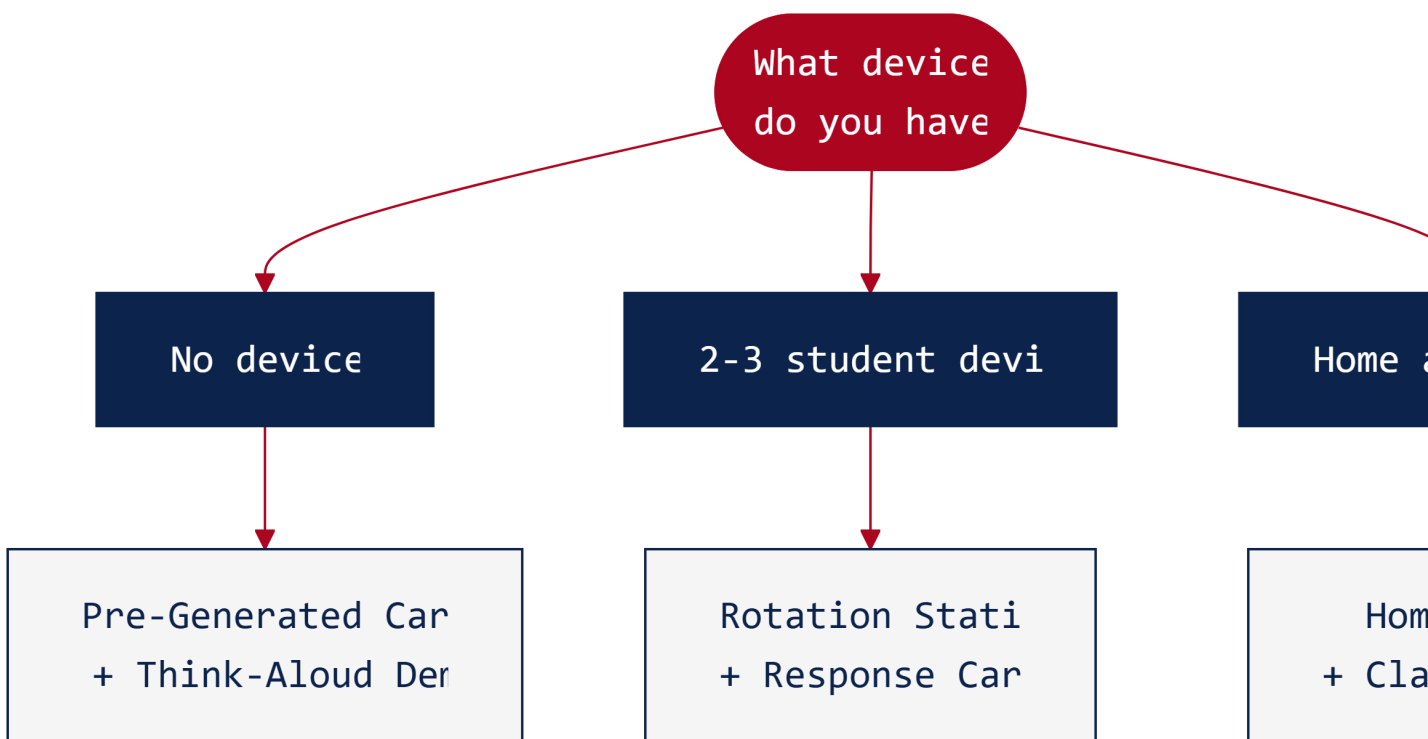 What device
do you have
No device
2-3 student devi
Home a
Pre-Generated Car
+ Think-Aloud Der
Rotation Stati
+ Response Car
Hom
+ Cla